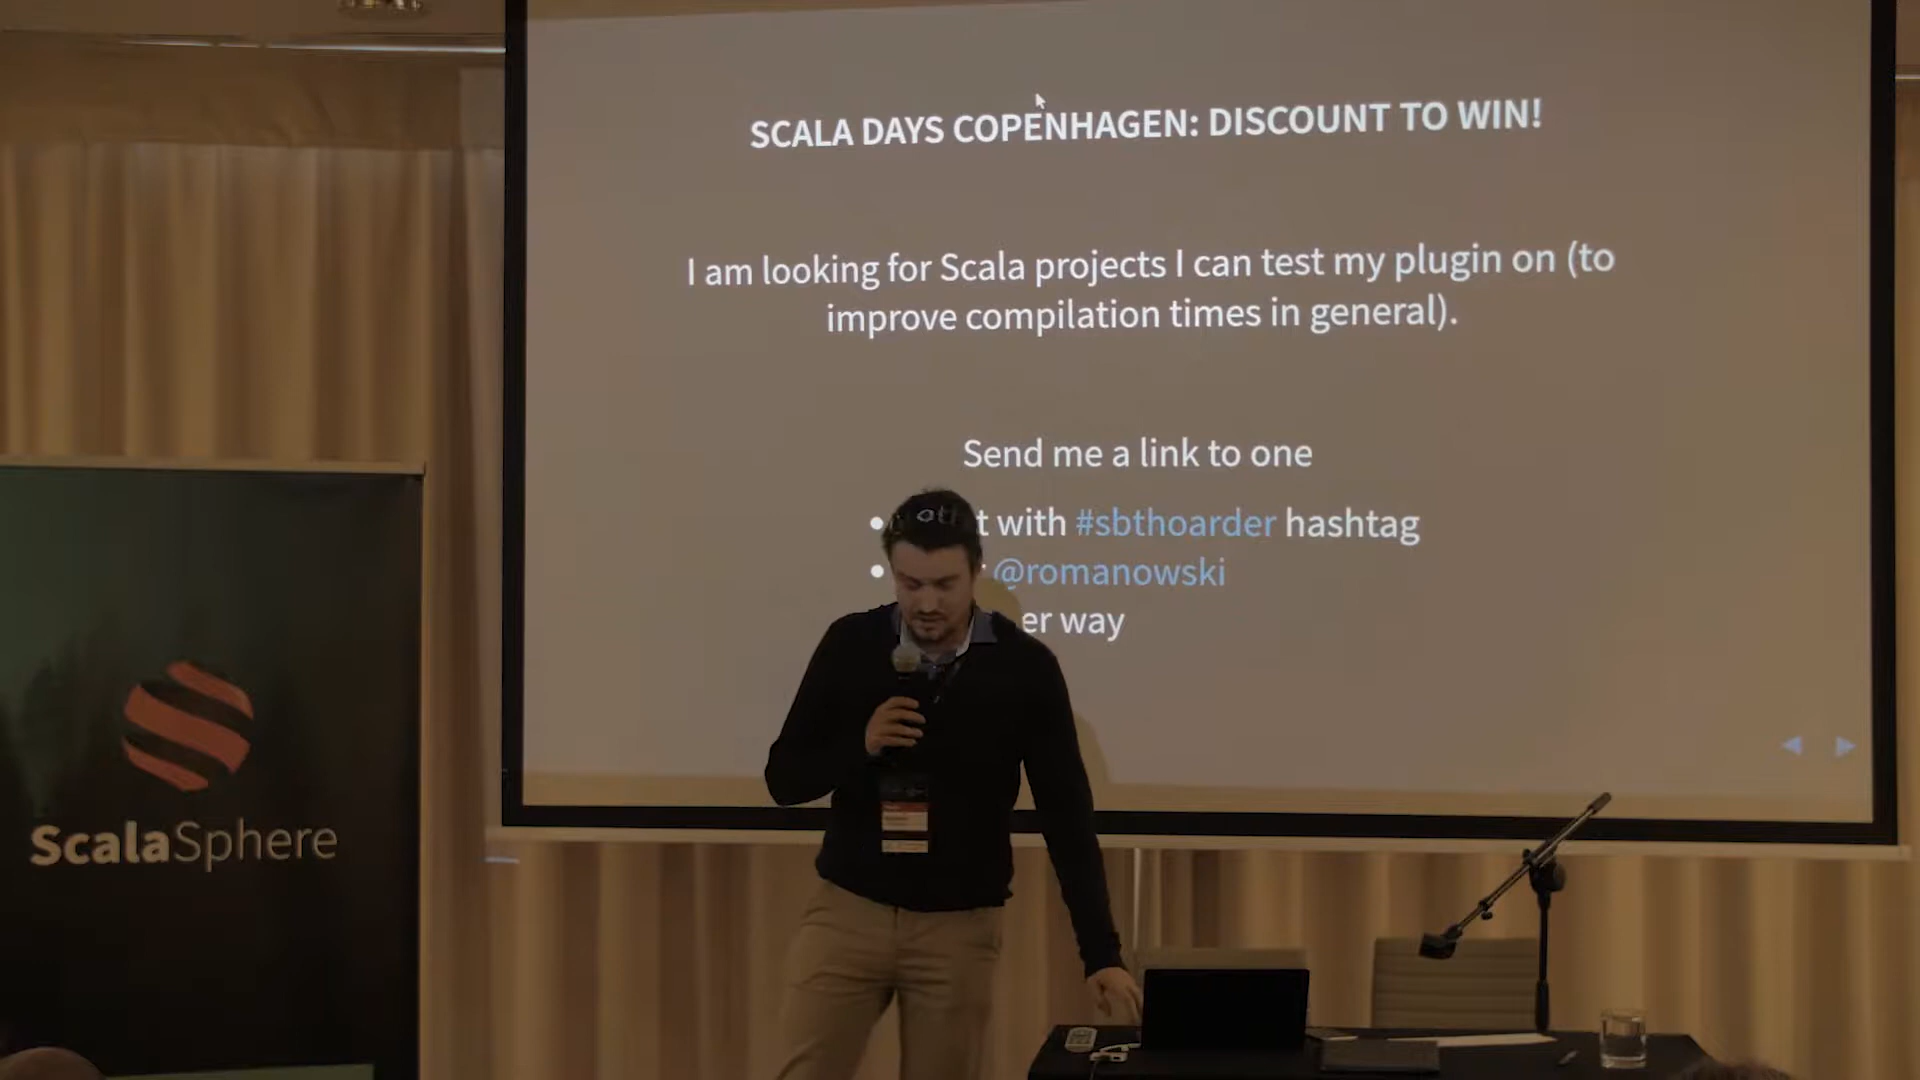 SCALA DAYS COPENHAGEN: DISCOUNT TO WIN!
I am looking for Scala projects I can test my plugin on (to
improve compilation times in general).
Send me a link to one
with #sbthoarder hashtag
@romanowski
way
ScalaSphere